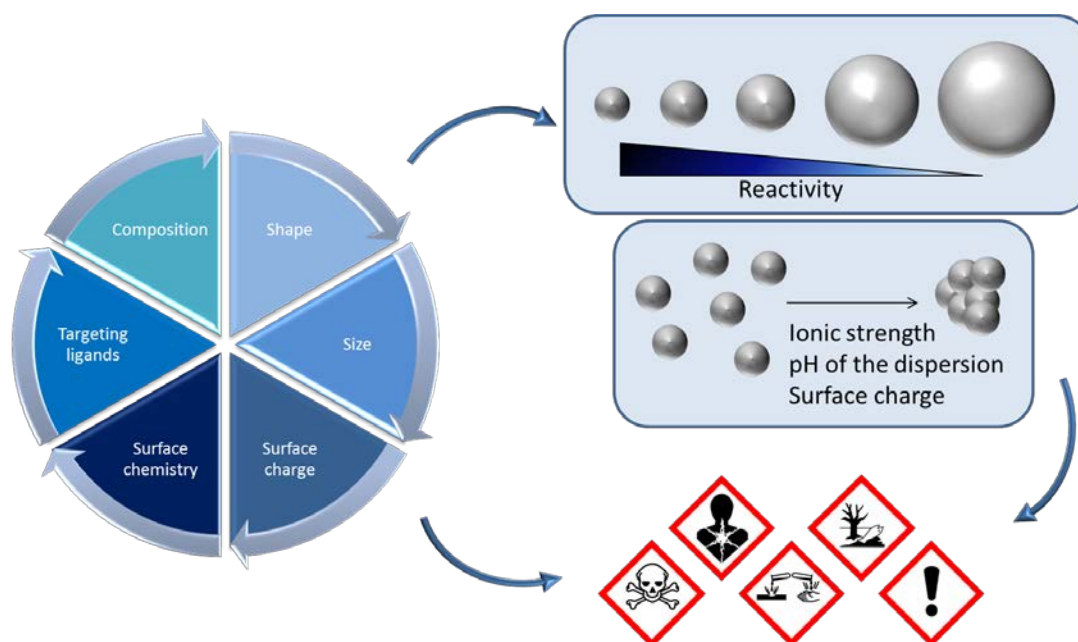 Composition
Shape
Targeting
ligands
Size
Surface
chemistry
Surface
charge
Reactivity
Ionic strength
pH of the dispersion
Surface charge